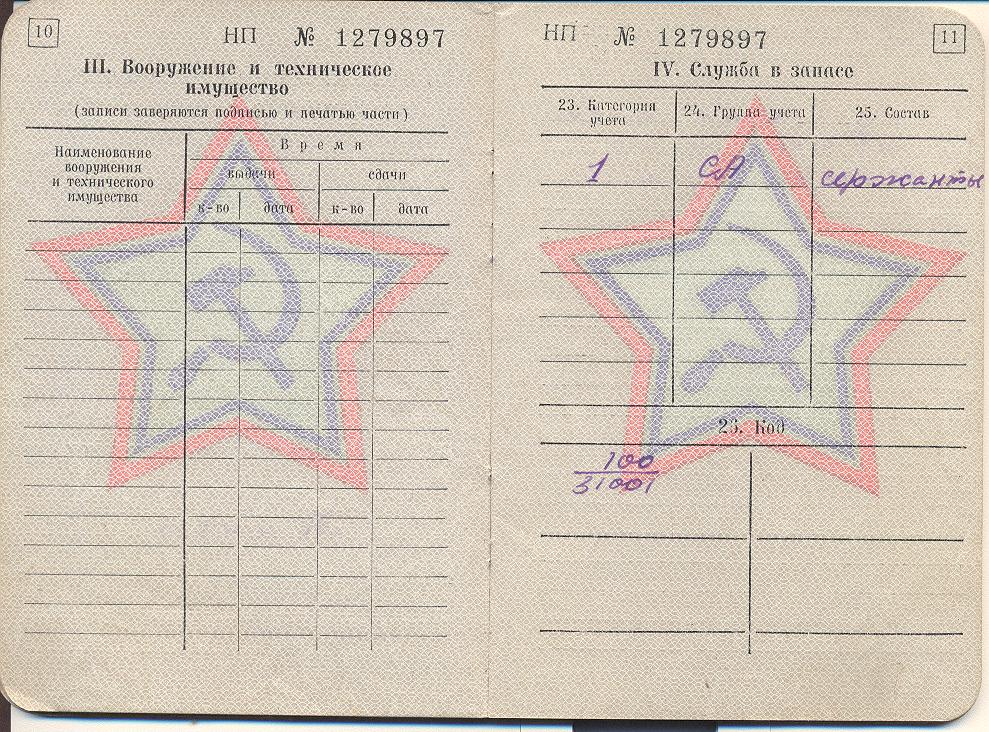 10
НП № 1279897
III. Вооружение и техническое
имущество
(записи заверяются подписью и печатью части)
Наименование
вооружения
и технического
имущества
Время
выдачи
сдачи
к-во
дата
к-во
дата
НП № 1279897
11
IV. Служба в запасе
23. Категория
учета
24. Группа учета
25. Состав
1
СА
сержанты
26. Код
100
31001